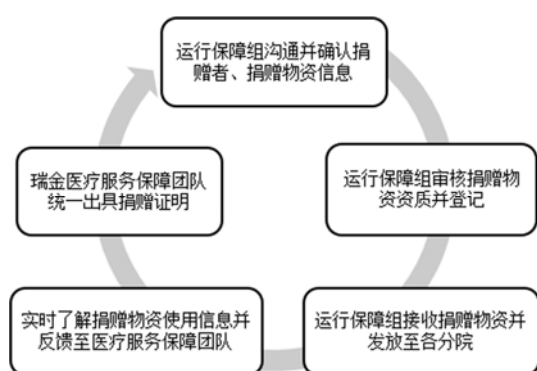 运行保障组沟通并确认捐
赠者、捐赠物资信息
运行保障组审核捐赠物
资资质并登记
运行保障组接收捐赠物资并
发放至各分院
实时了解捐赠物资使用信息并
反馈至医疗服务保障团队
瑞金医疗服务保障团队
统一出具捐赠证明